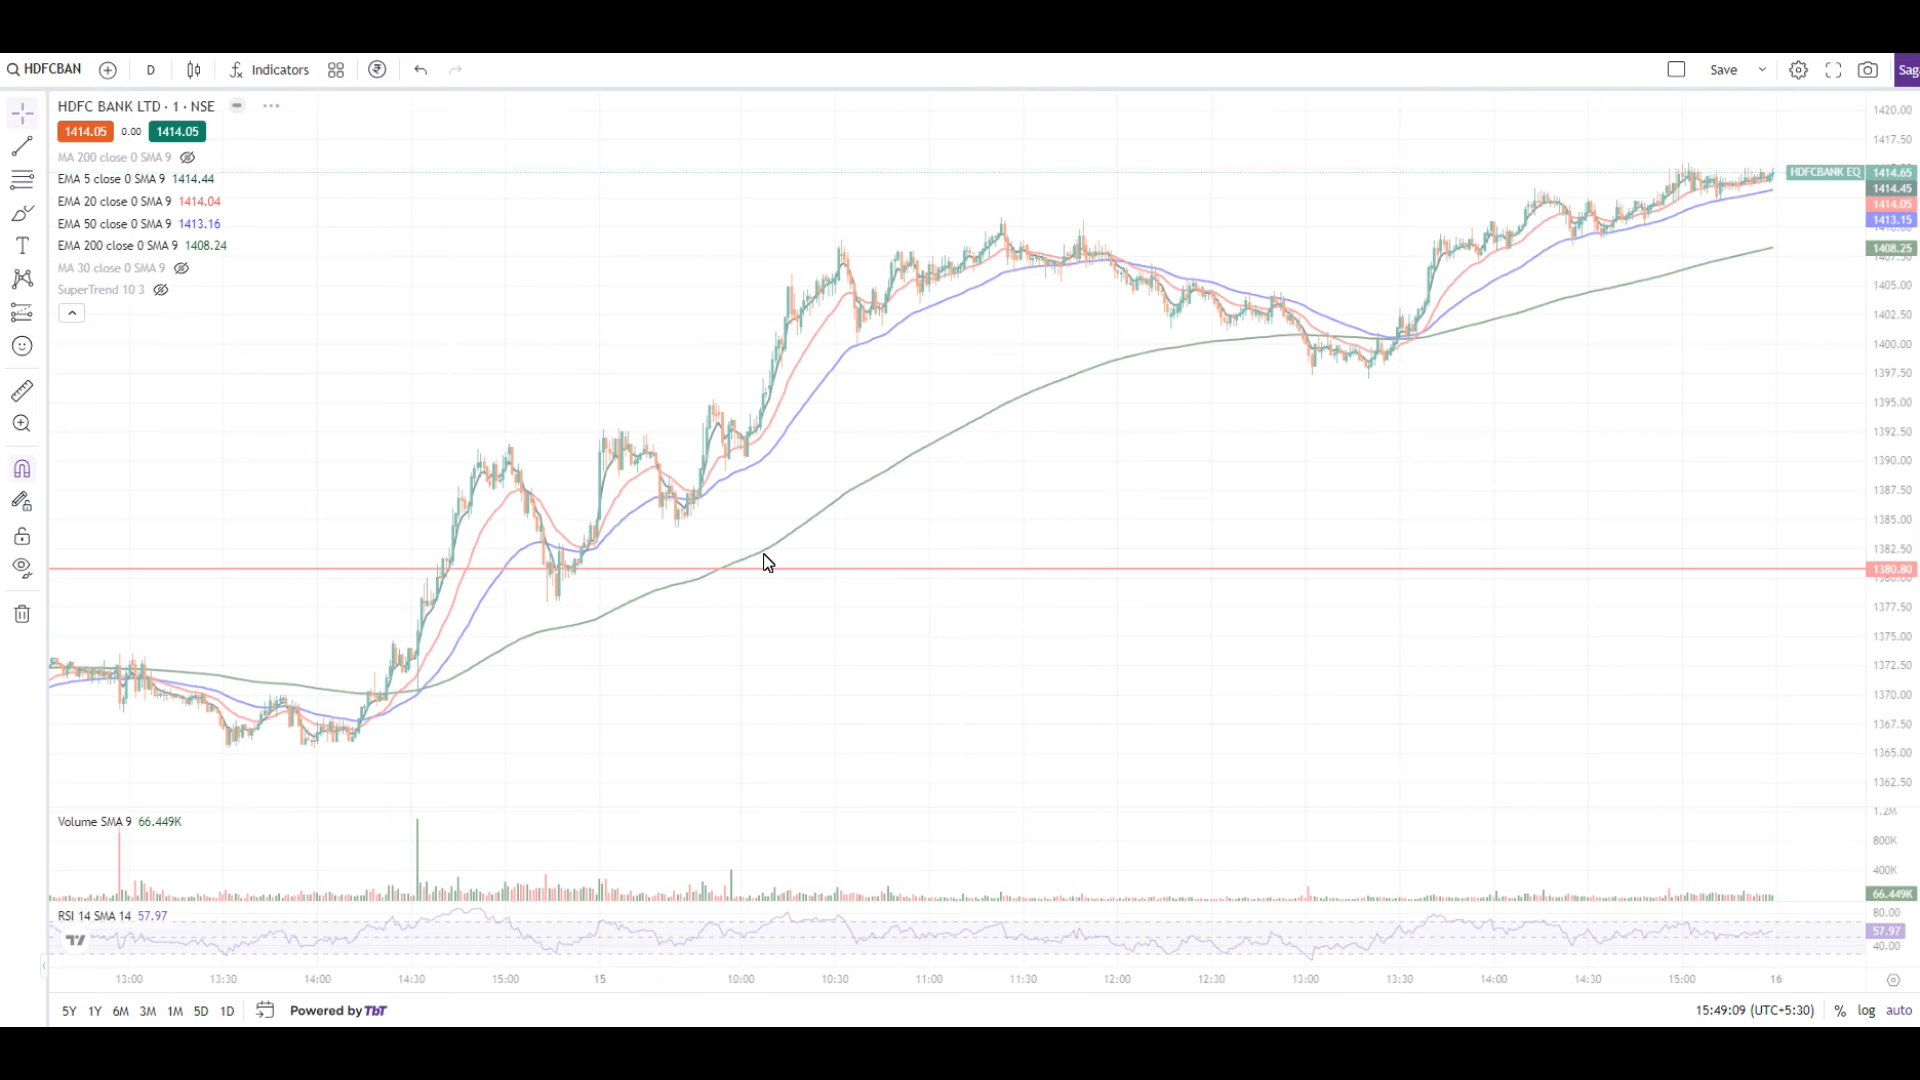 HDFCBAN
D
Indicators
Save
Sag
HDFC BANK LTD · 1 · NSE
1414.05 0.00 1414.05
MA 200 close 0 SMA 9
EMA 5 close 0 SMA 9 1414.44
EMA 20 close 0 SMA 9 1414.04
EMA 50 close 0 SMA 9 1413.16
EMA 200 close 0 SMA 9 1408.24
MA 30 close 0 SMA 9
SuperTrend 10 3
1420.00
1417.50
HDFCBANK EQ 1414.65
1414.45
1414.05
1413.15
1408.25
1405.00
1402.50
1400.00
1397.50
1395.00
1392.50
1390.00
1387.50
1385.00
1382.50
1380.80
1377.50
1375.00
1372.50
1370.00
1367.50
1365.00
1362.50
Volume SMA 9 66.449K
1.2M
800K
400K
66.449K
RSI 14 SMA 14 57.97
80.00
57.97
40.00
13:00 13:30 14:00 14:30 15:00 15 10:00 10:30 11:00 11:30 12:00 12:30 13:00 13:30 14:00 14:30 15:00 16
5Y 1Y 6M 3M 1M 5D 1D
Powered by TbT
15:49:09 (UTC+5:30) % log auto